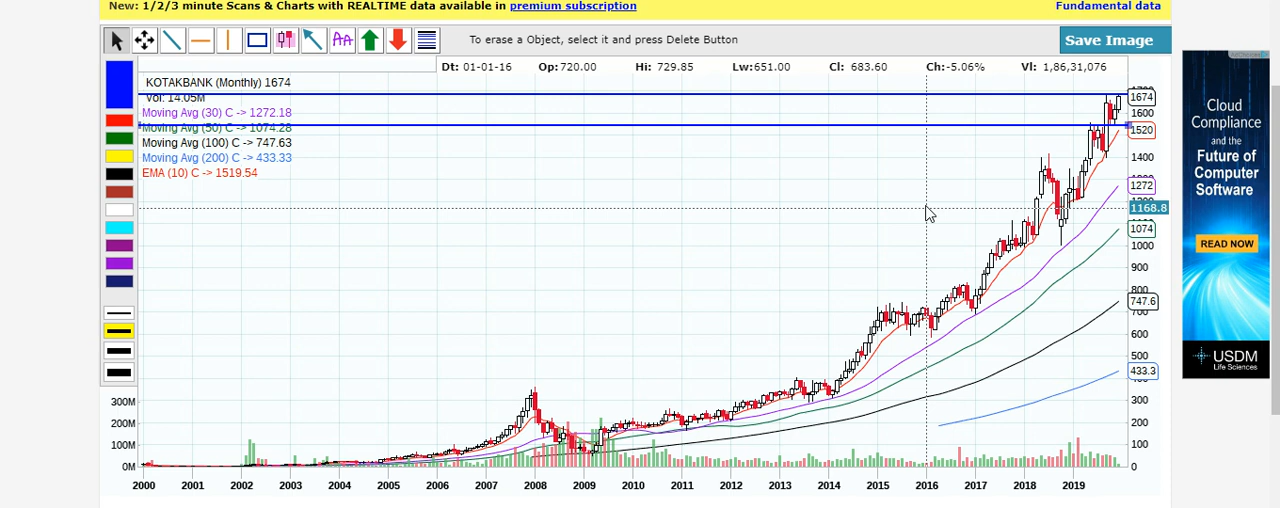 New: 1/2/3 minute Scans & Charts with REALTIME data available in premium subscription
Fundamental data
To erase a Object, select it and press Delete Button
Save Image
Dt: 01-01-16 Op:720.00 Hi: 729.85 Lw:651.00 Cl: 683.60 Ch:-5.06% Vl: 1,86,31,076
KOTAKBANK (Monthly) 1674
Vol: 14.05M
Moving Avg (30) C -> 1272.18
Moving Avg (50) C -> 1074.28
Moving Avg (100) C -> 747.63
Moving Avg (200) C -> 433.33
EMA (10) C -> 1519.54
1674
1600
1520
1400
1272
1168.8
1074
1000
900
800
747.6
700
600
500
433.3
300
200
100
0
300M
200M
100M
0M
2000 2001 2002 2003 2004 2005 2006 2007 2008 2009 2010 2011 2012 2013 2014 2015 2016 2017 2018 2019
Cloud
Compliance
and the
Future of
Computer
Software
READ NOW
USDM
Life Sciences